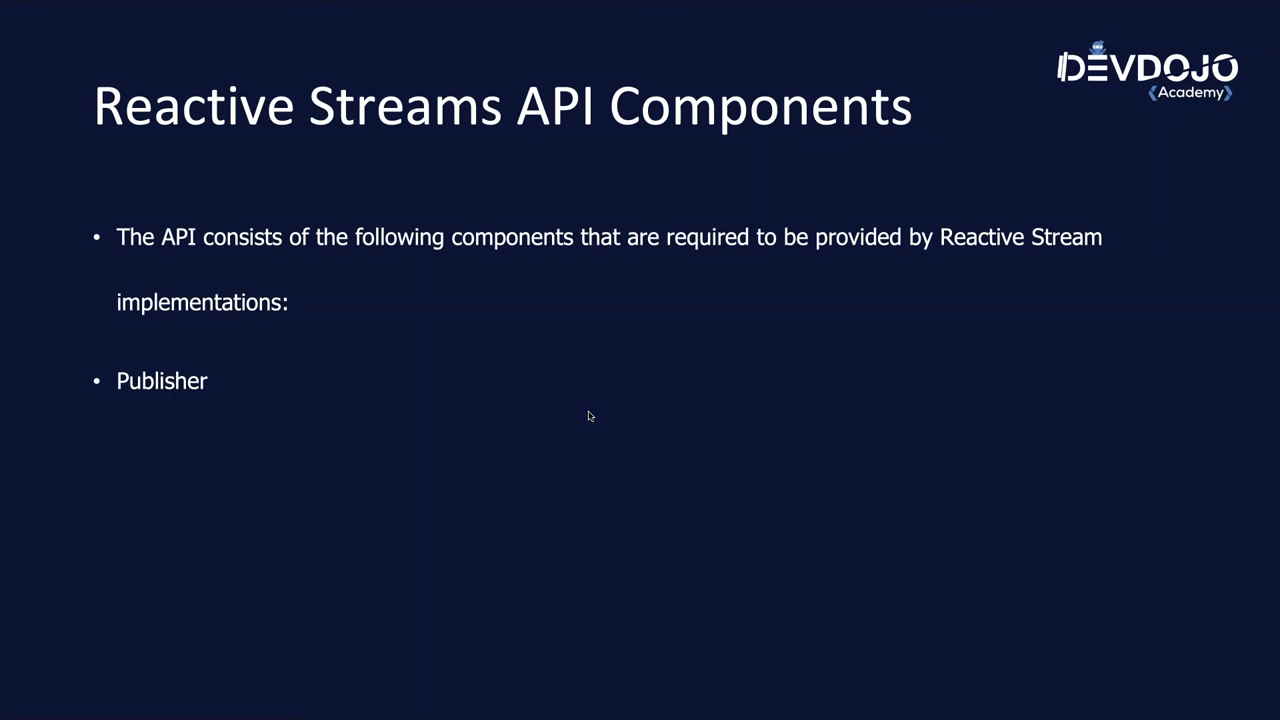 DEVDOJO
Academy
Reactive Streams API Components
• The API consists of the following components that are required to be provided by Reactive Stream
implementations:
• Publisher